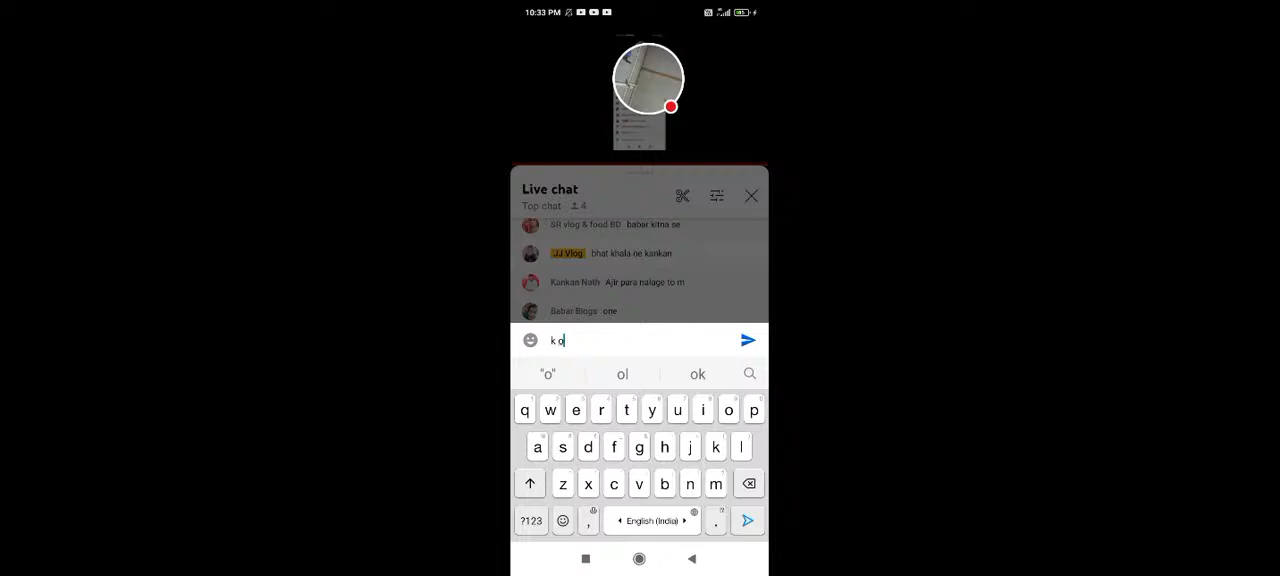 10:33 PM
Live chat
Top chat · 4
SR vlog & food BD babar kitna se
JJ Vlog bhat khala ne kankan
Kankan Nath Ajir para nalage to m
Babar Blogs one
k o
"o" ol ok
q w e r t y u i o p
a s d f g h j k l
z x c v b n m
?123 , English (India) .